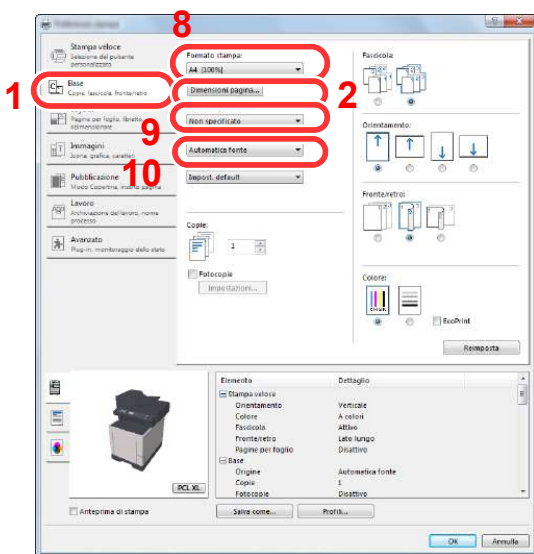 8
Stampa veloce
Selezione del pulsante
personalizzato
1
Base
Copie, fascicola, fronte/retro
Pagine per foglio, libretto,
ridimensionare
Immagini
Icona, grafica, caratteri
Pubblicazione
Modo Copertina, inserto pagina
Lavoro
Archiviazione del lavoro, nome
processo
Avanzato
Plug-in, monitoraggio dello stato
Formato stampa:
A4 [100%]
Dimensioni pagina...
2
9
Non specificato
Automatica fonte
10
Impost. default
Copie:
1
Fotocopie
Impostazioni...
Fascicola:
Orientamento:
Fronte/retro:
Colore:
CMYK
EcoPrint
Reimposta
PCL XL
Anteprima di stampa
Elemento Dettaglio
Stampa veloce
Orientamento Verticale
Colore A colori
Fascicola Attivo
Fronte/retro Lato lungo
Pagine per foglio Disattivo
Base
Origine Automatica fonte
Copie 1
Fotocopie Disattivo
Salva come... Profili...
OK Annulla